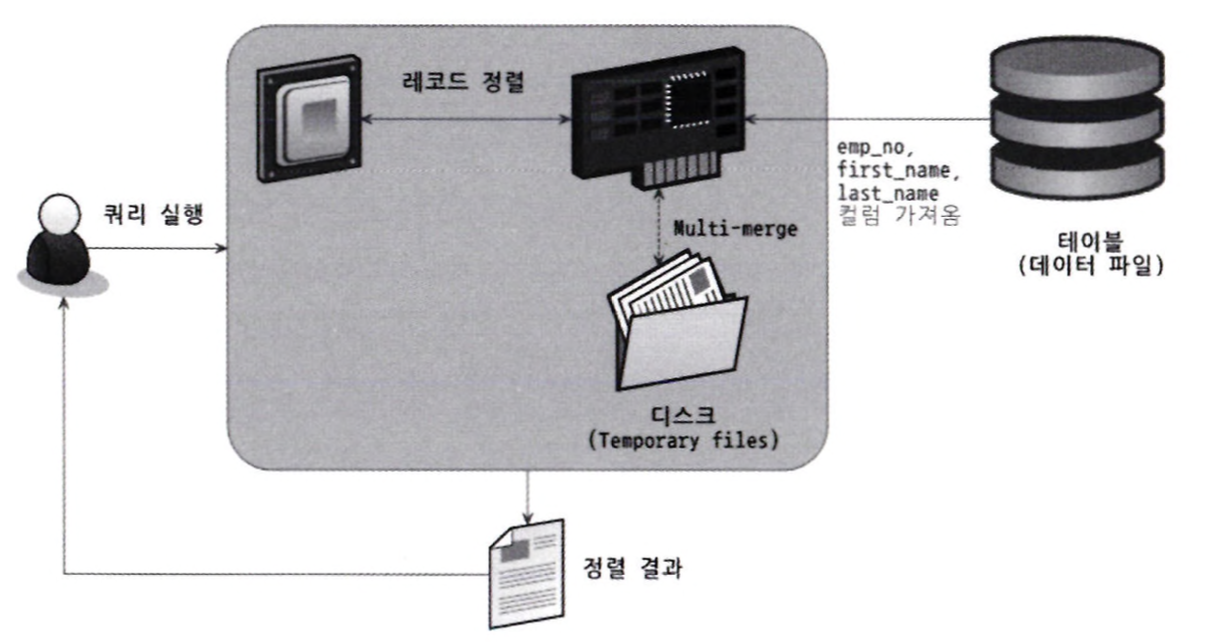 레코드 정렬
emp_no,
first_name,
last_name
컬럼 가져옴
쿼리 실행
Multi-merge
테이블
(데이터 파일)
디스크
(Temporary files)
정렬 결과